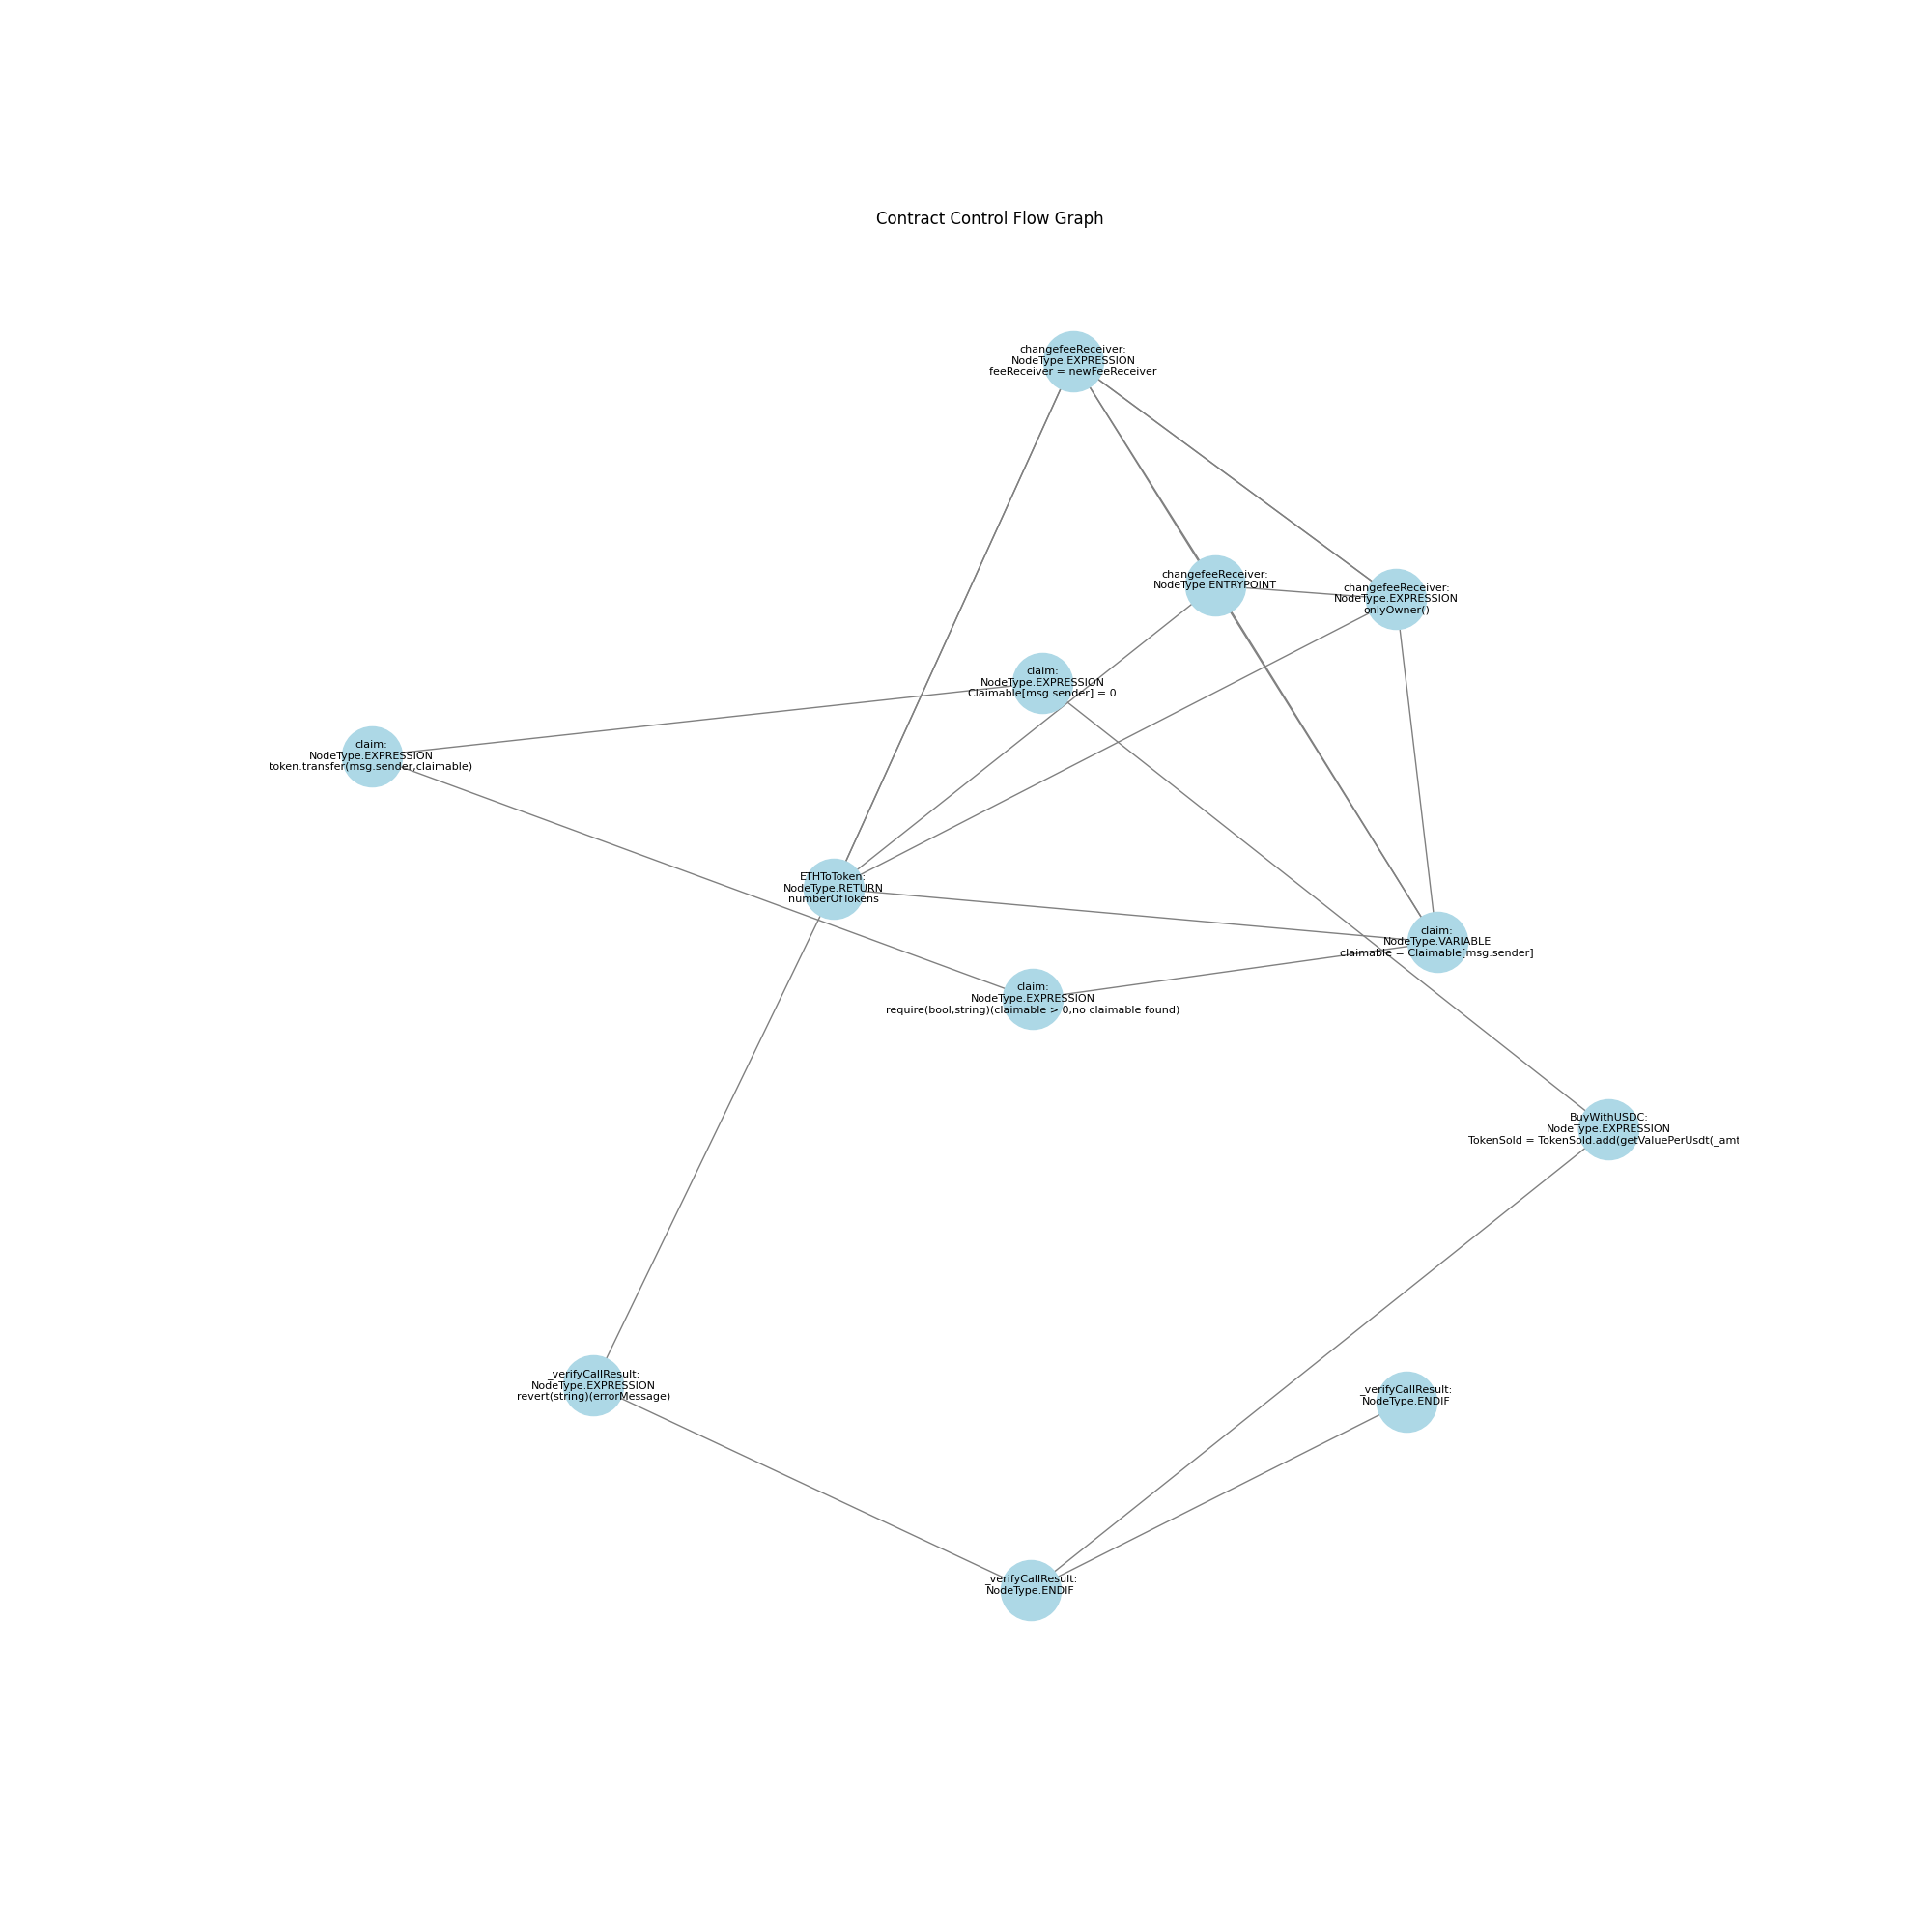 Contract Control Flow Graph
changefeeReceiver:
NodeType.EXPRESSION
feeReceiver = newFeeReceiver
changefeeReceiver:
NodeType.ENTRYPOINT
changefeeReceiver:
NodeType.EXPRESSION
onlyOwner()
claim:
NodeType.EXPRESSION
Claimable[msg.sender] = 0
claim:
NodeType.EXPRESSION
token.transfer(msg.sender,claimable)
ETHToToken:
NodeType.RETURN
numberOfTokens
claim:
NodeType.VARIABLE
claimable = Claimable[msg.sender]
claim:
NodeType.EXPRESSION
require(bool,string)(claimable > 0,no claimable found)
BuyWithUSDC:
NodeType.EXPRESSION
TokenSold = TokenSold.add(getValuePerUsdt(_amt
_verifyCallResult:
NodeType.EXPRESSION
revert(string)(errorMessage)
_verifyCallResult:
NodeType.ENDIF
_verifyCallResult:
NodeType.ENDIF